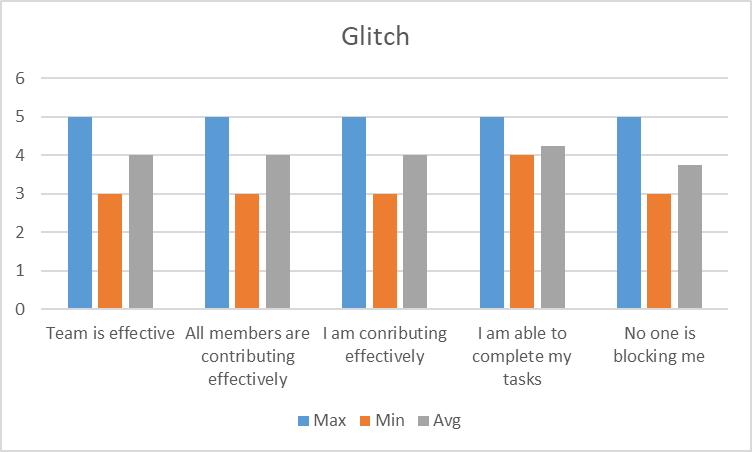 Glitch
6
5
4
3
2
1
0
Team is effective
All members are
contributing
effectively
I am conributing
effectively
I am able to
complete my
tasks
No one is
blocking me
Max Min Avg